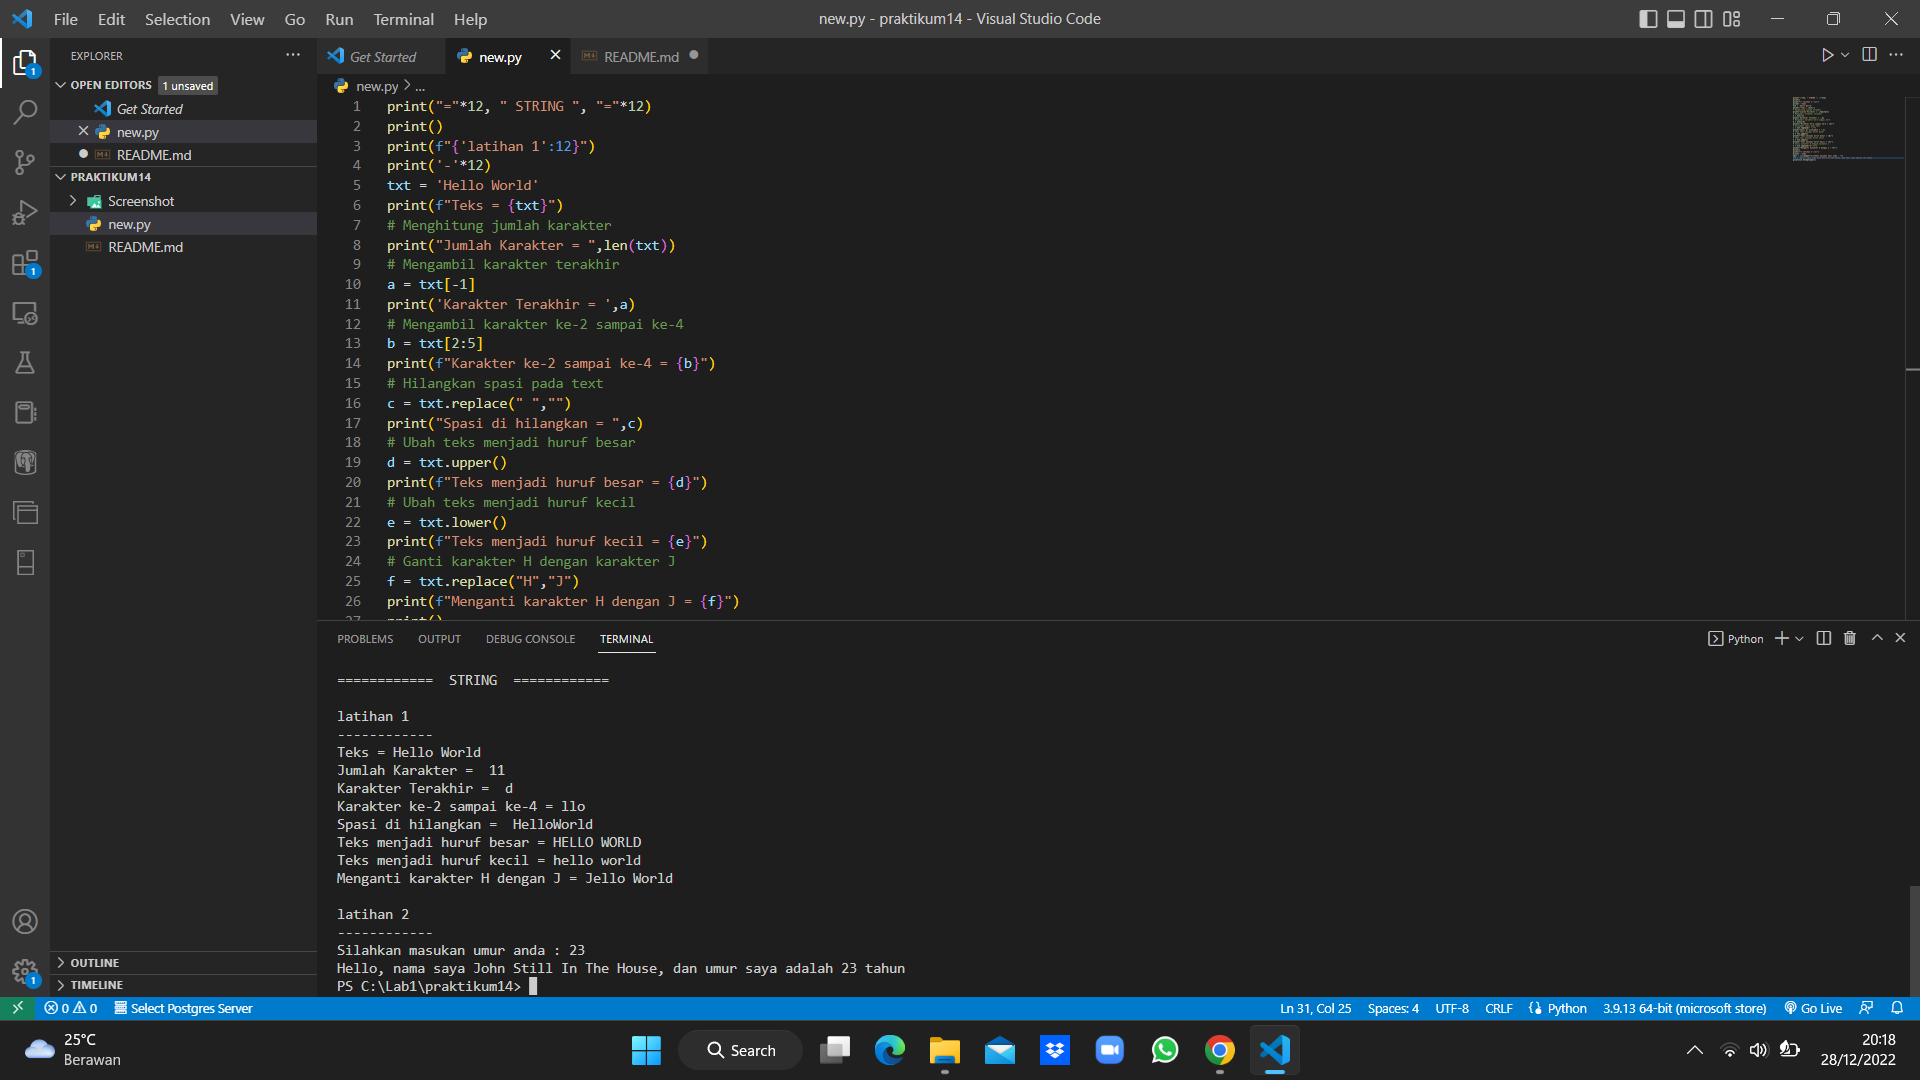 File Edit Selection View Go Run Terminal Help
new.py - praktikum14 - Visual Studio Code
EXPLORER
OPEN EDITORS 1 unsaved
Get Started
new.py
README.md
PRAKTIKUM14
Screenshot
new.py
README.md
OUTLINE
TIMELINE
1
1
1
Get Started new.py README.md
new.py > ...
1 print("="*12, " STRING ", "="*12)
2 print()
3 print(f"{'latihan 1':12}")
4 print('-'*12)
5 txt = 'Hello World'
6 print(f"Teks = {txt}")
7 # Menghitung jumlah karakter
8 print("Jumlah Karakter = ",len(txt))
9 # Mengambil karakter terakhir
10 a = txt[-1]
11 print('Karakter Terakhir = ',a)
12 # Mengambil karakter ke-2 sampai ke-4
13 b = txt[2:5]
14 print(f"Karakter ke-2 sampai ke-4 = {b}")
15 # Hilangkan spasi pada text
16 c = txt.replace(" ","")
17 print("Spasi di hilangkan = ",c)
18 # Ubah teks menjadi huruf besar
19 d = txt.upper()
20 print(f"Teks menjadi huruf besar = {d}")
21 # Ubah teks menjadi huruf kecil
22 e = txt.lower()
23 print(f"Teks menjadi huruf kecil = {e}")
24 # Ganti karakter H dengan karakter J
25 f = txt.replace("H","J")
26 print(f"Menganti karakter H dengan J = {f}")
27 print()
PROBLEMS OUTPUT DEBUG CONSOLE TERMINAL
Python
============  STRING  ============
latihan 1
------------
Teks = Hello World
Jumlah Karakter =  11
Karakter Terakhir =  d
Karakter ke-2 sampai ke-4 = llo
Spasi di hilangkan =  HelloWorld
Teks menjadi huruf besar = HELLO WORLD
Teks menjadi huruf kecil = hello world
Menganti karakter H dengan J = Jello World
latihan 2
------------
Silahkan masukan umur anda : 23
Hello, nama saya John Still In The House, dan umur saya adalah 23 tahun
PS C:\Lab1\praktikum14>
0 0 Select Postgres Server Ln 31, Col 25 Spaces: 4 UTF-8 CRLF Python 3.9.13 64-bit (microsoft store) Go Live
25°C
Berawan
Search
20:18
28/12/2022